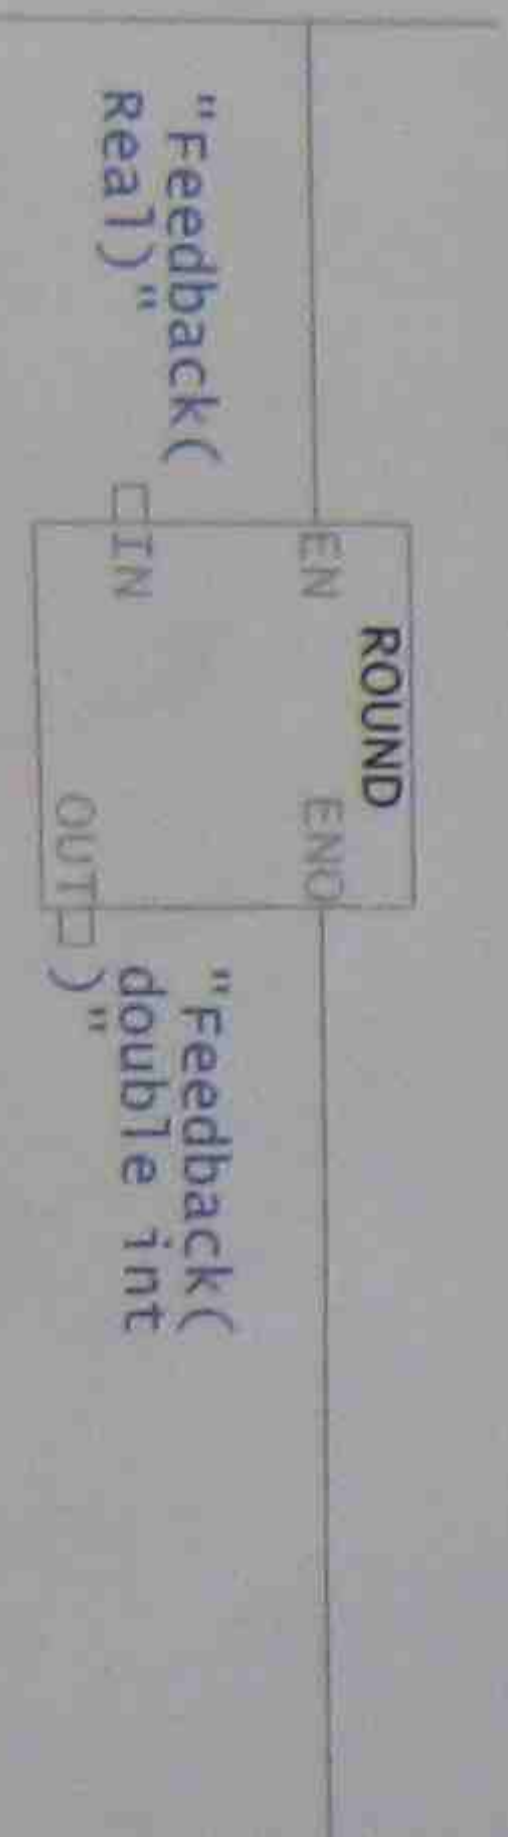 ROUND
EN
ENO
"Feedback(
Real)"
IN
OUT
"Feedback(
double int
)"